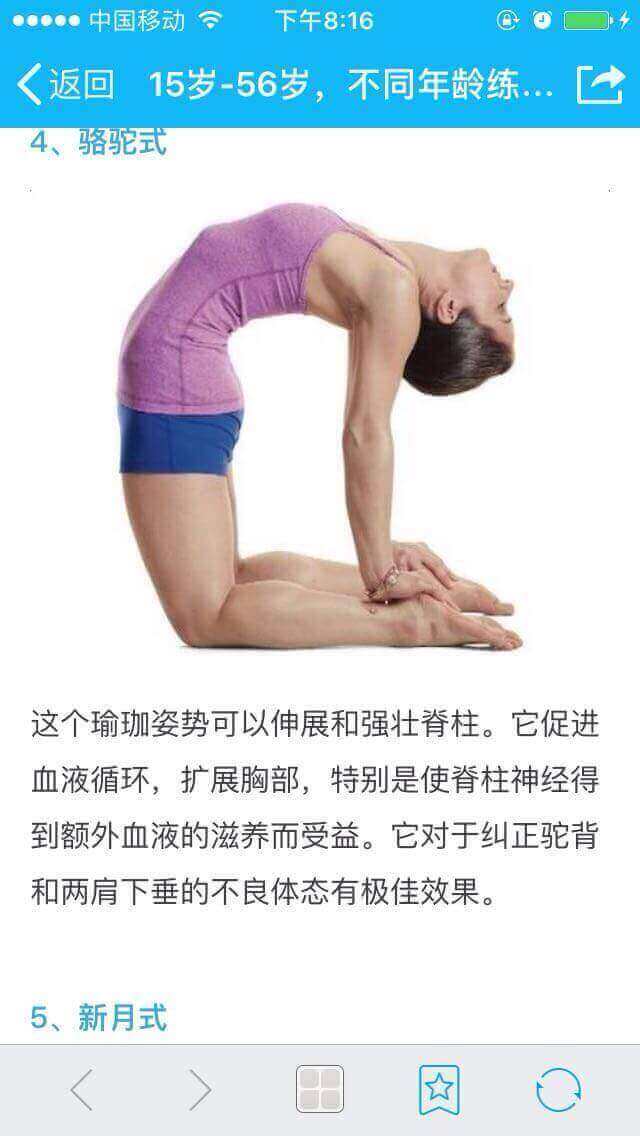 中国移动 下午8:16
返回 15岁-56岁，不同年龄练...
4、骆驼式
这个瑜珈姿势可以伸展和强壮脊柱。它促进
血液循环，扩展胸部，特别是使脊柱神经得
到额外血液的滋养而受益。它对于纠正驼背
和两肩下垂的不良体态有极佳效果。
5、新月式